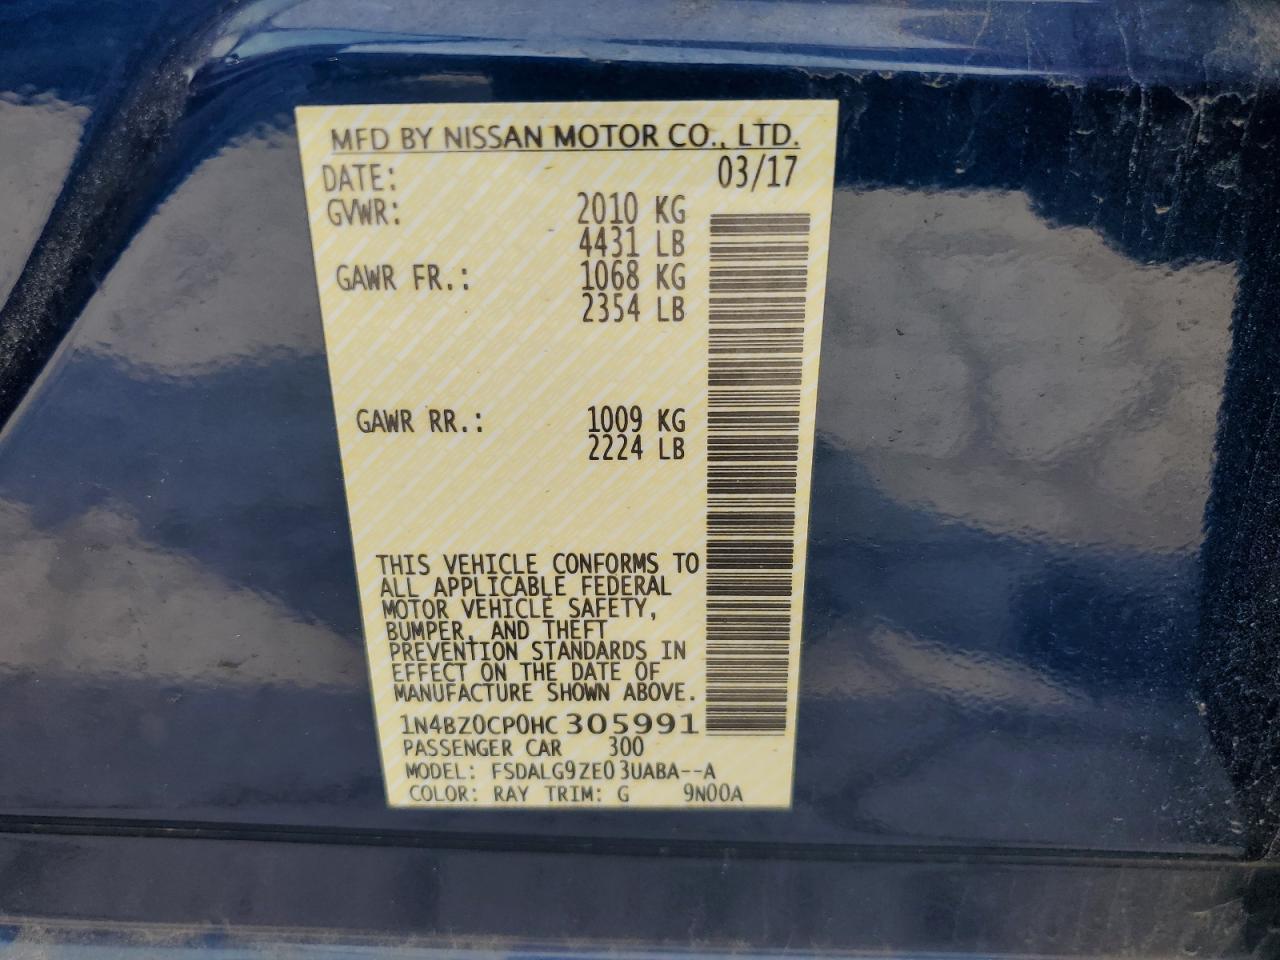 MFD BY NISSAN MOTOR CO., LTD.
DATE: 03/17
GVWR: 2010 KG
4431 LB
GAWR FR.: 1068 KG
2354 LB
GAWR RR.: 1009 KG
2224 LB
THIS VEHICLE CONFORMS TO
ALL APPLICABLE FEDERAL
MOTOR VEHICLE SAFETY,
BUMPER, AND THEFT
PREVENTION STANDARDS IN
EFFECT ON THE DATE OF
MANUFACTURE SHOWN ABOVE.
1N4BZ0CP0HC305991
PASSENGER CAR 300
MODEL: FSDALG9ZE03UABA--A
COLOR: RAY TRIM: G 9N00A